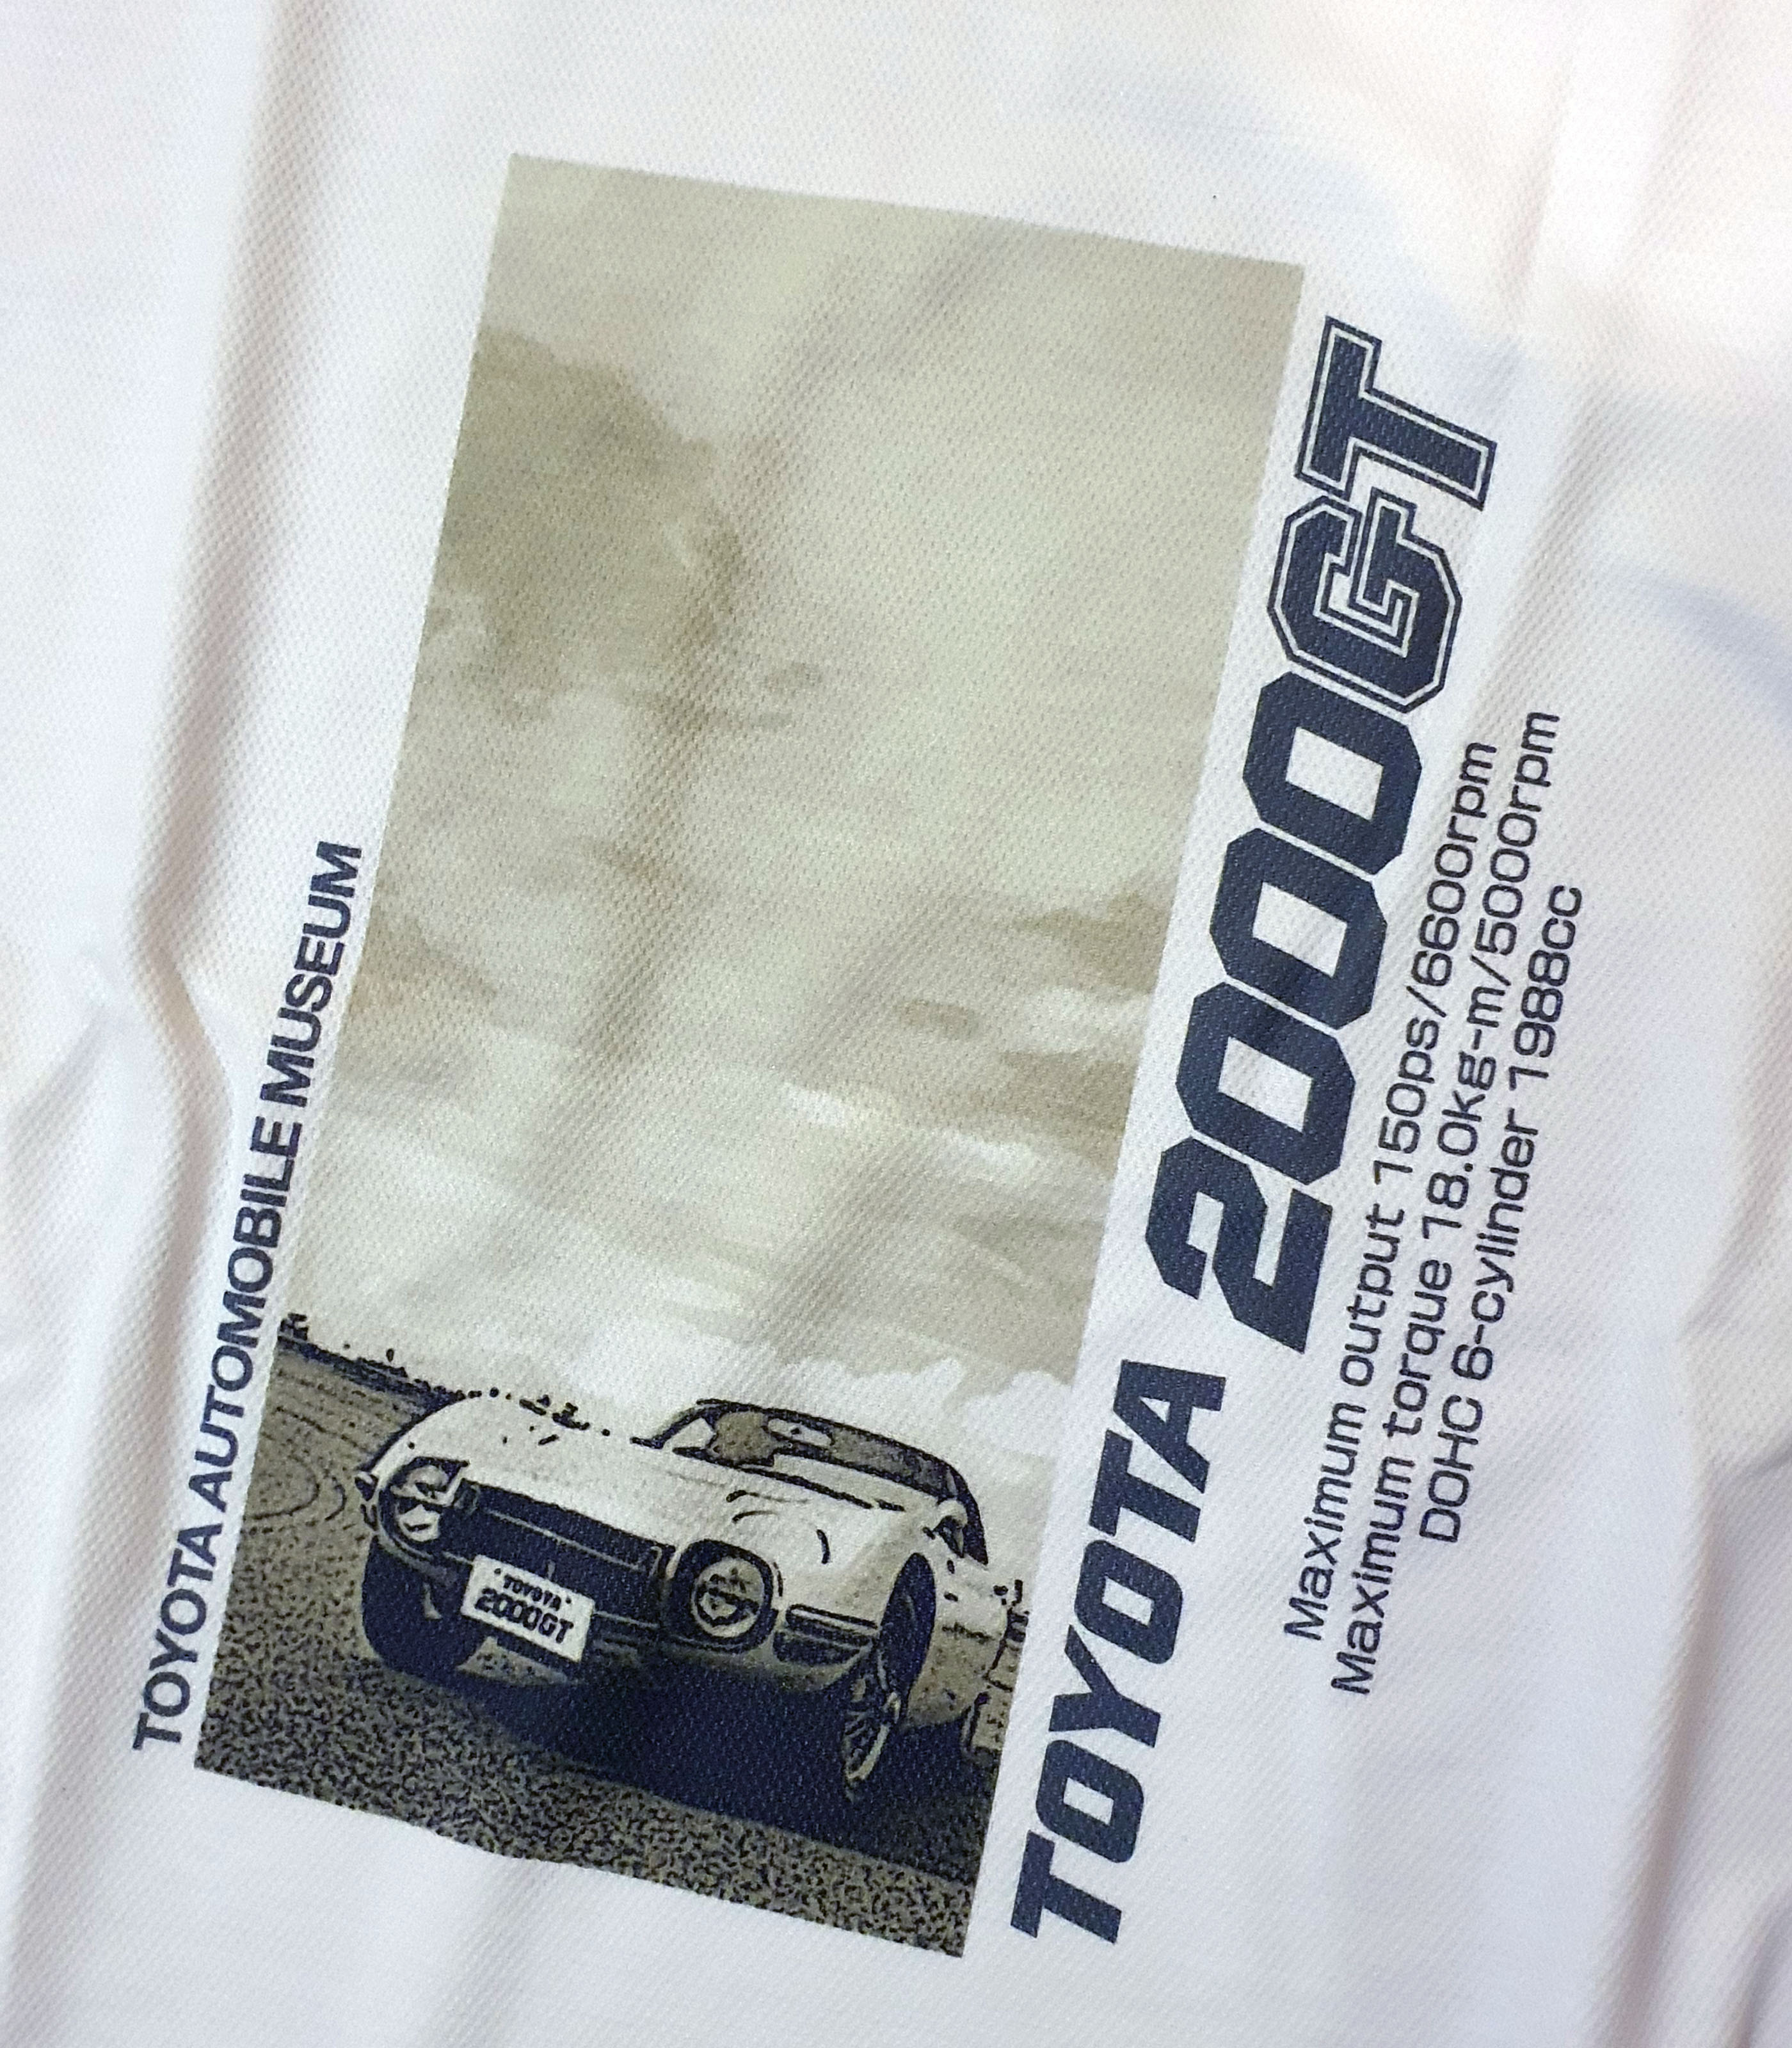 TOYOTA AUTOMOBILE MUSEUM
TOYOTA
2000GT
TOYOTA 2000GT
Maximum output 150ps/6600rpm
Maximum torque 18.0kg-m/5000rpm
DOHC 6-cylinder 1988cc